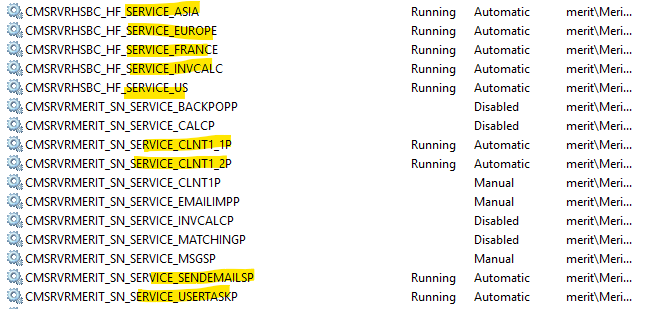 CMSRVRHSBC_HF_SERVICE_ASIA Running Automatic merit\Meri...
CMSRVRHSBC_HF_SERVICE_EUROPE Running Automatic merit\Meri...
CMSRVRHSBC_HF_SERVICE_FRANCE Running Automatic merit\Meri...
CMSRVRHSBC_HF_SERVICE_INVCALC Running Automatic merit\Meri...
CMSRVRHSBC_HF_SERVICE_US Running Automatic merit\Meri...
CMSRVRMERIT_SN_SERVICE_BACKPOPP Disabled merit\Meri...
CMSRVRMERIT_SN_SERVICE_CALCP Disabled merit\Meri...
CMSRVRMERIT_SN_SERVICE_CLNT1_1P Running Automatic merit\Meri...
CMSRVRMERIT_SN_SERVICE_CLNT1_2P Running Automatic merit\Meri...
CMSRVRMERIT_SN_SERVICE_CLNT1P Manual merit\Meri...
CMSRVRMERIT_SN_SERVICE_EMAILIMPP Manual merit\Meri...
CMSRVRMERIT_SN_SERVICE_INVCALCP Disabled merit\Meri...
CMSRVRMERIT_SN_SERVICE_MATCHINGP Disabled merit\Meri...
CMSRVRMERIT_SN_SERVICE_MSGSP Manual merit\Meri...
CMSRVRMERIT_SN_SERVICE_SENDEMAILSP Running Automatic merit\Meri...
CMSRVRMERIT_SN_SERVICE_USERTASKP Running Automatic merit\Meri...